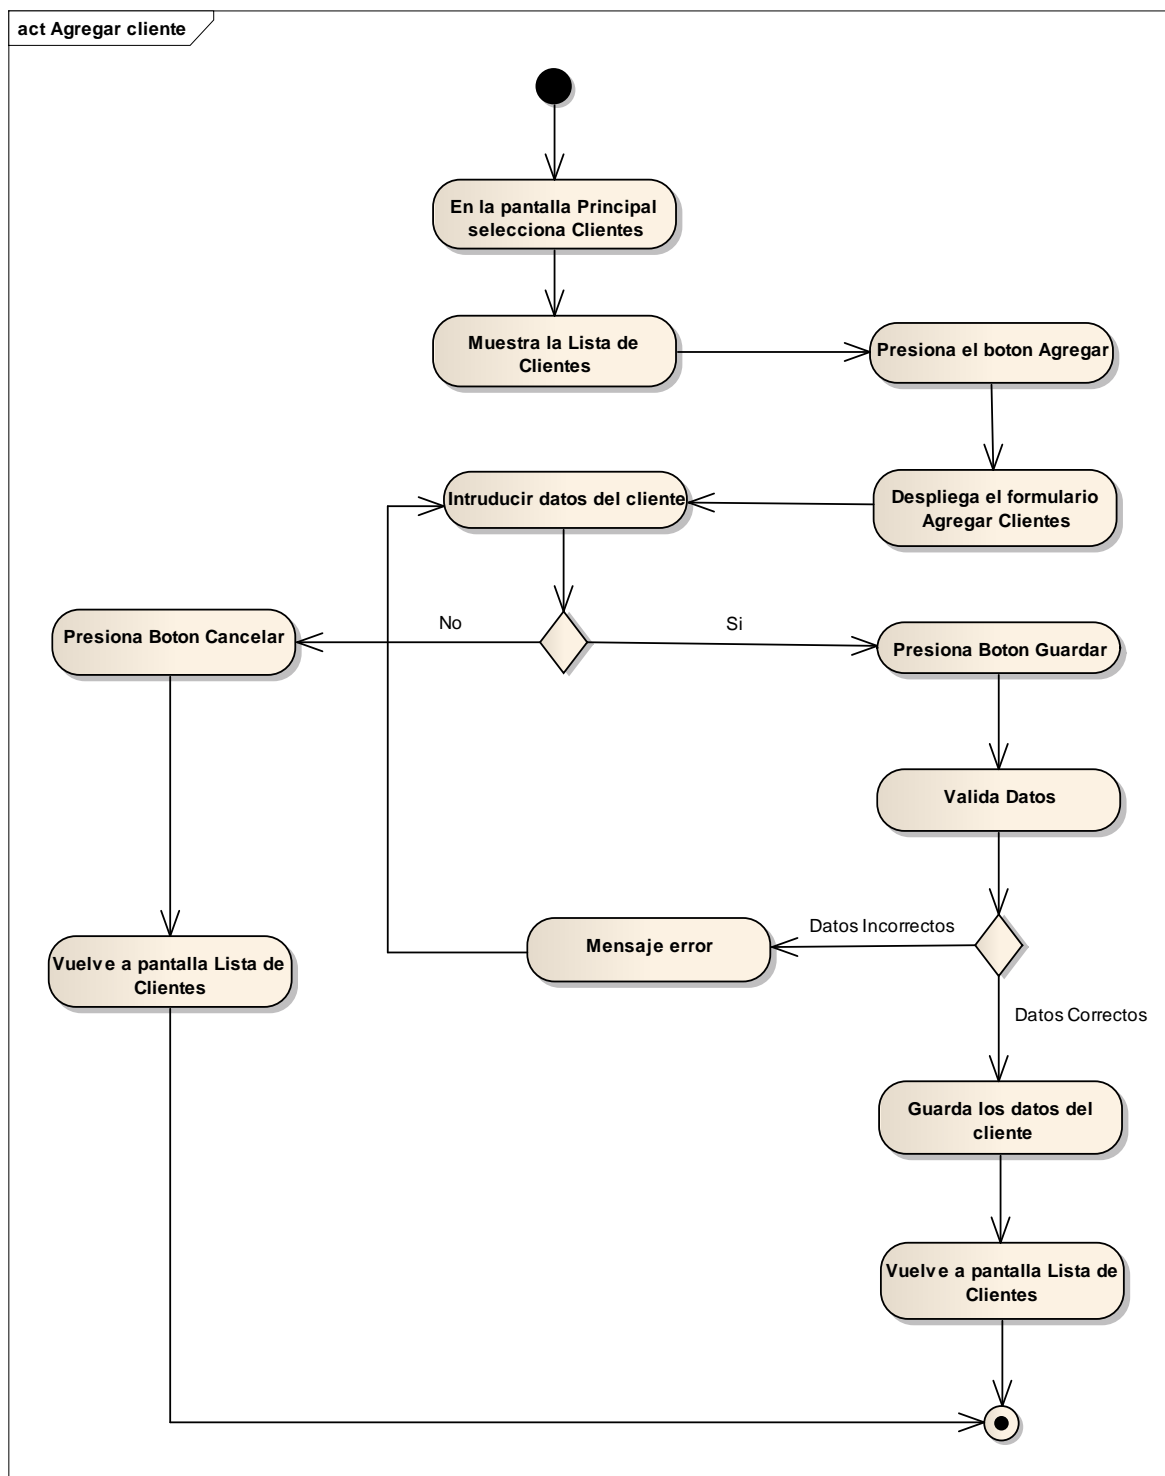 act Agregar cliente
En la pantalla Principal
selecciona Clientes
Muestra la Lista de
Clientes
Presiona el boton Agregar
Despliega el formulario
Agregar Clientes
Intruducir datos del cliente
No
Si
Presiona Boton Cancelar
Presiona Boton Guardar
Valida Datos
Datos Incorrectos
Mensaje error
Vuelve a pantalla Lista de
Clientes
Datos Correctos
Guarda los datos del
cliente
Vuelve a pantalla Lista de
Clientes